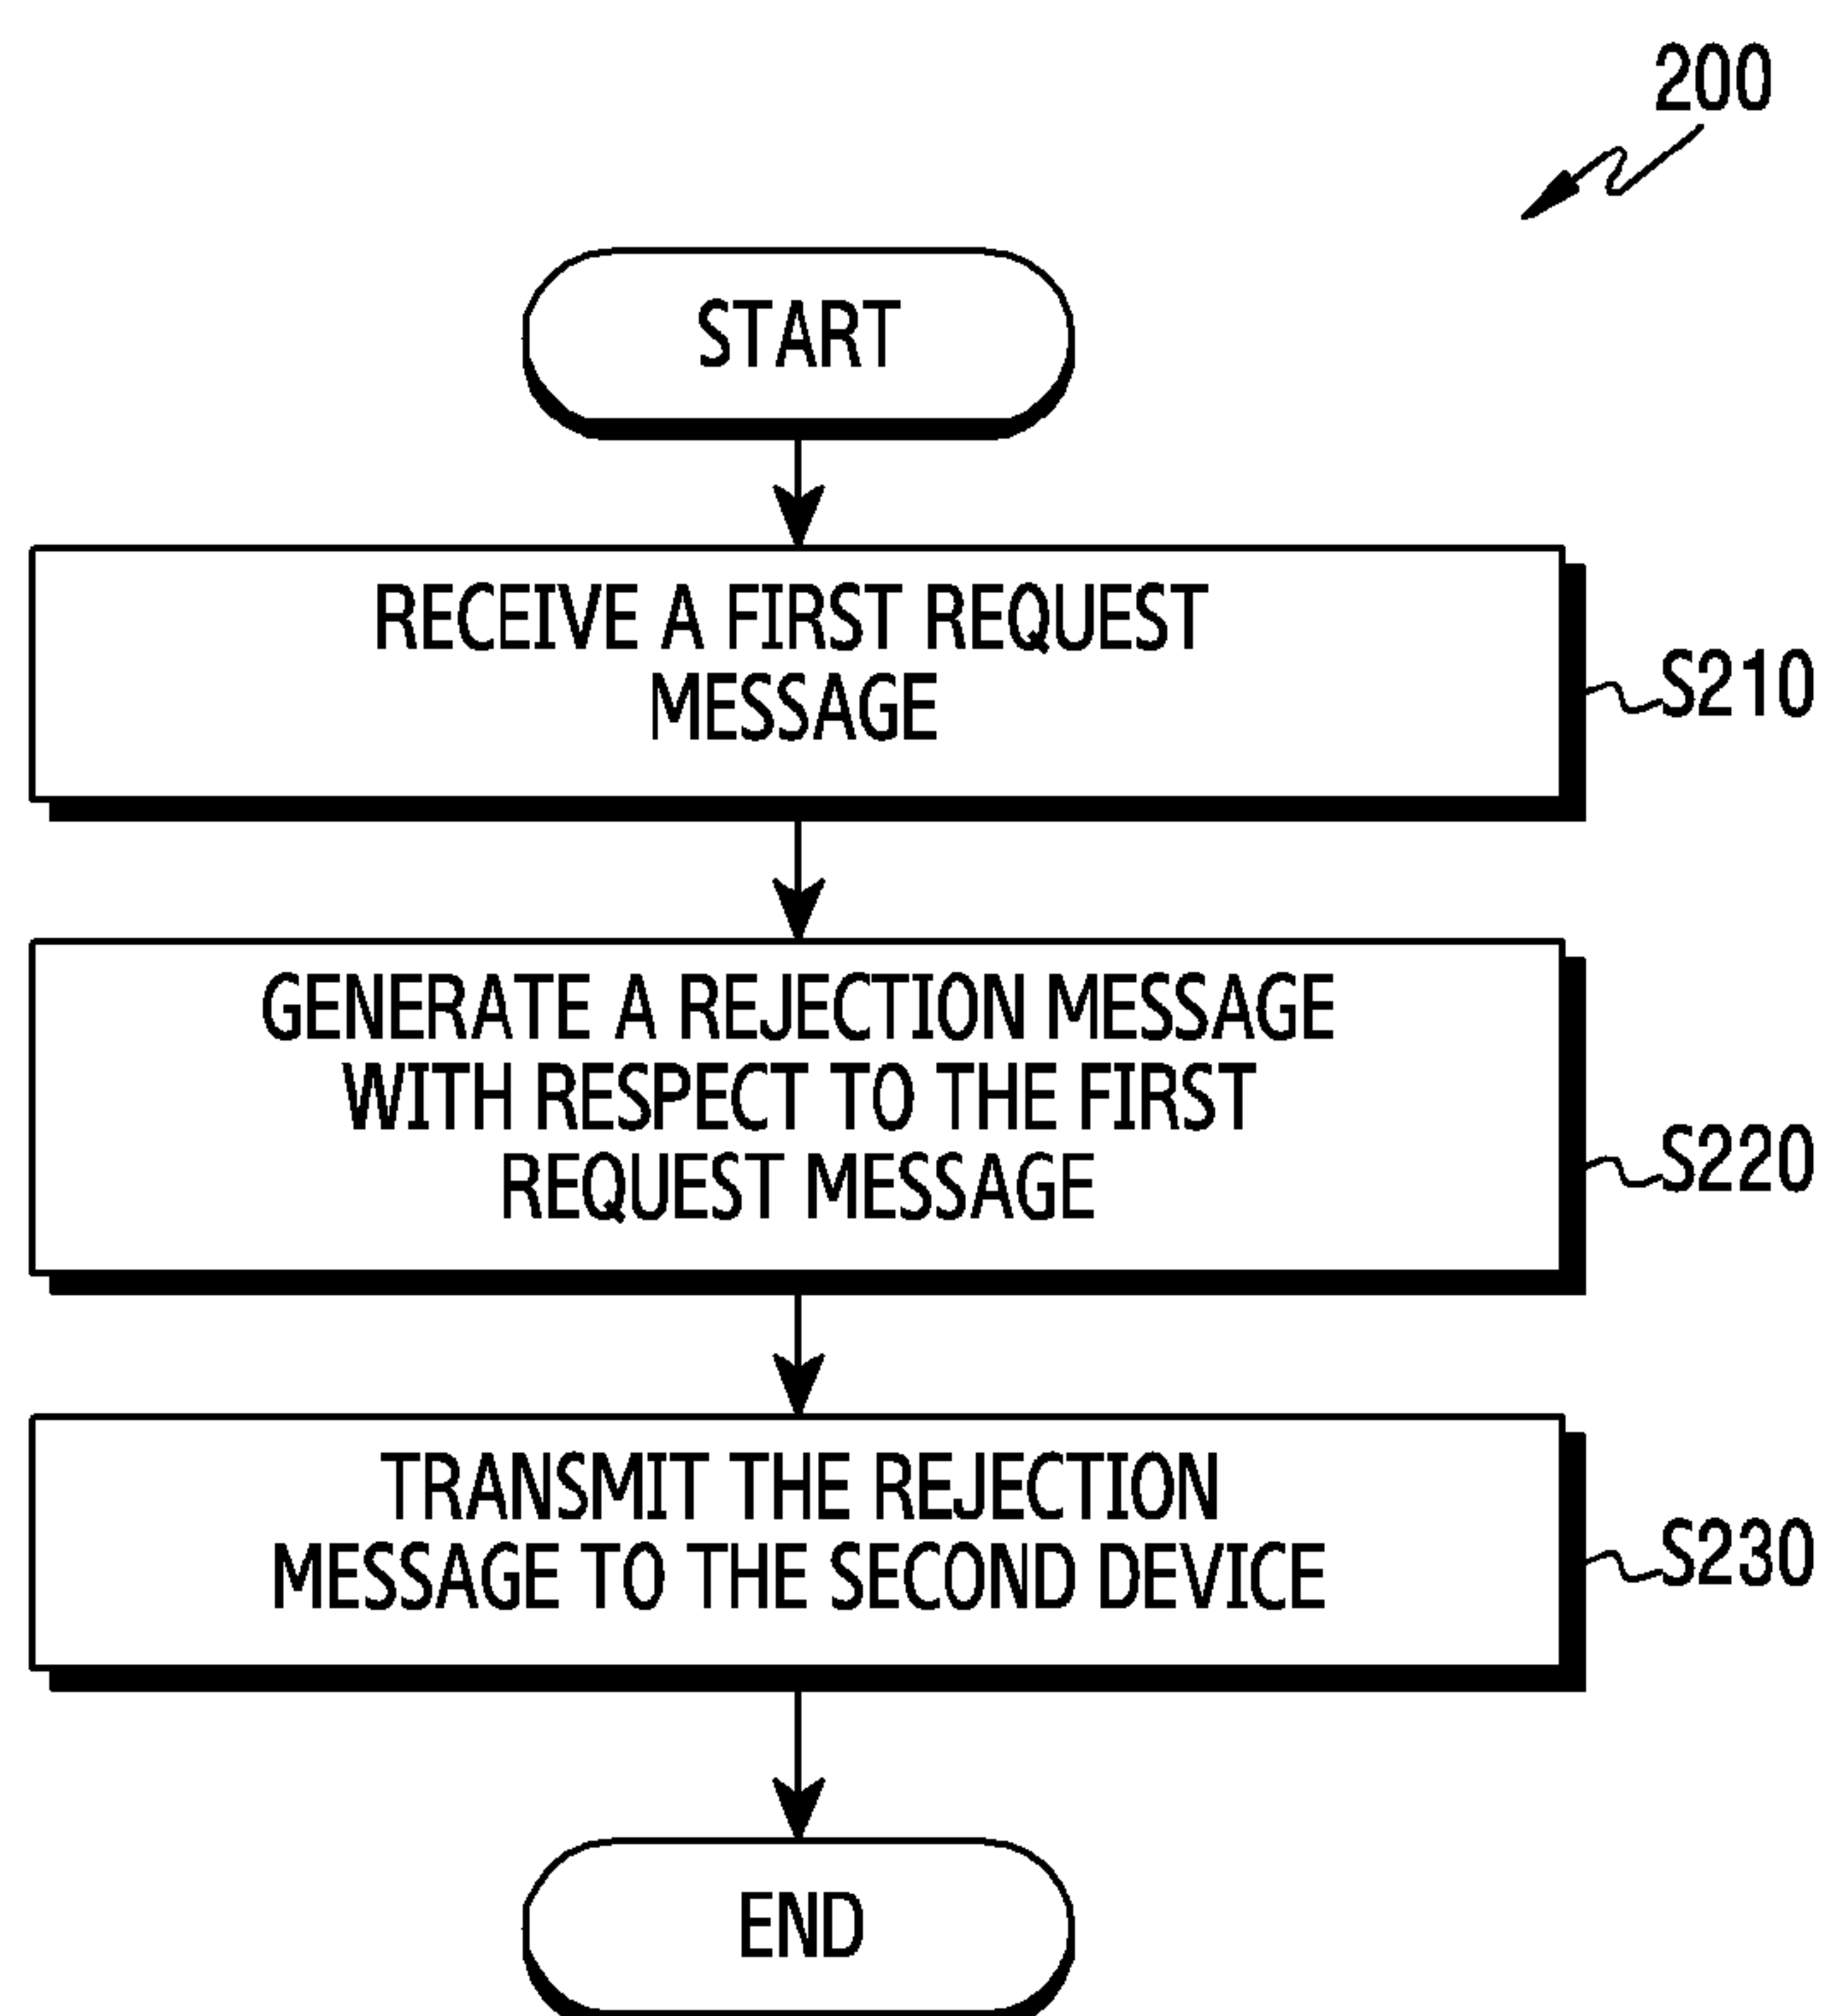 200
START
RECEIVE A FIRST REQUEST
MESSAGE
S210
GENERATE A REJECTION MESSAGE
WITH RESPECT TO THE FIRST
REQUEST MESSAGE
S220
TRANSMIT THE REJECTION
MESSAGE TO THE SECOND DEVICE
S230
END